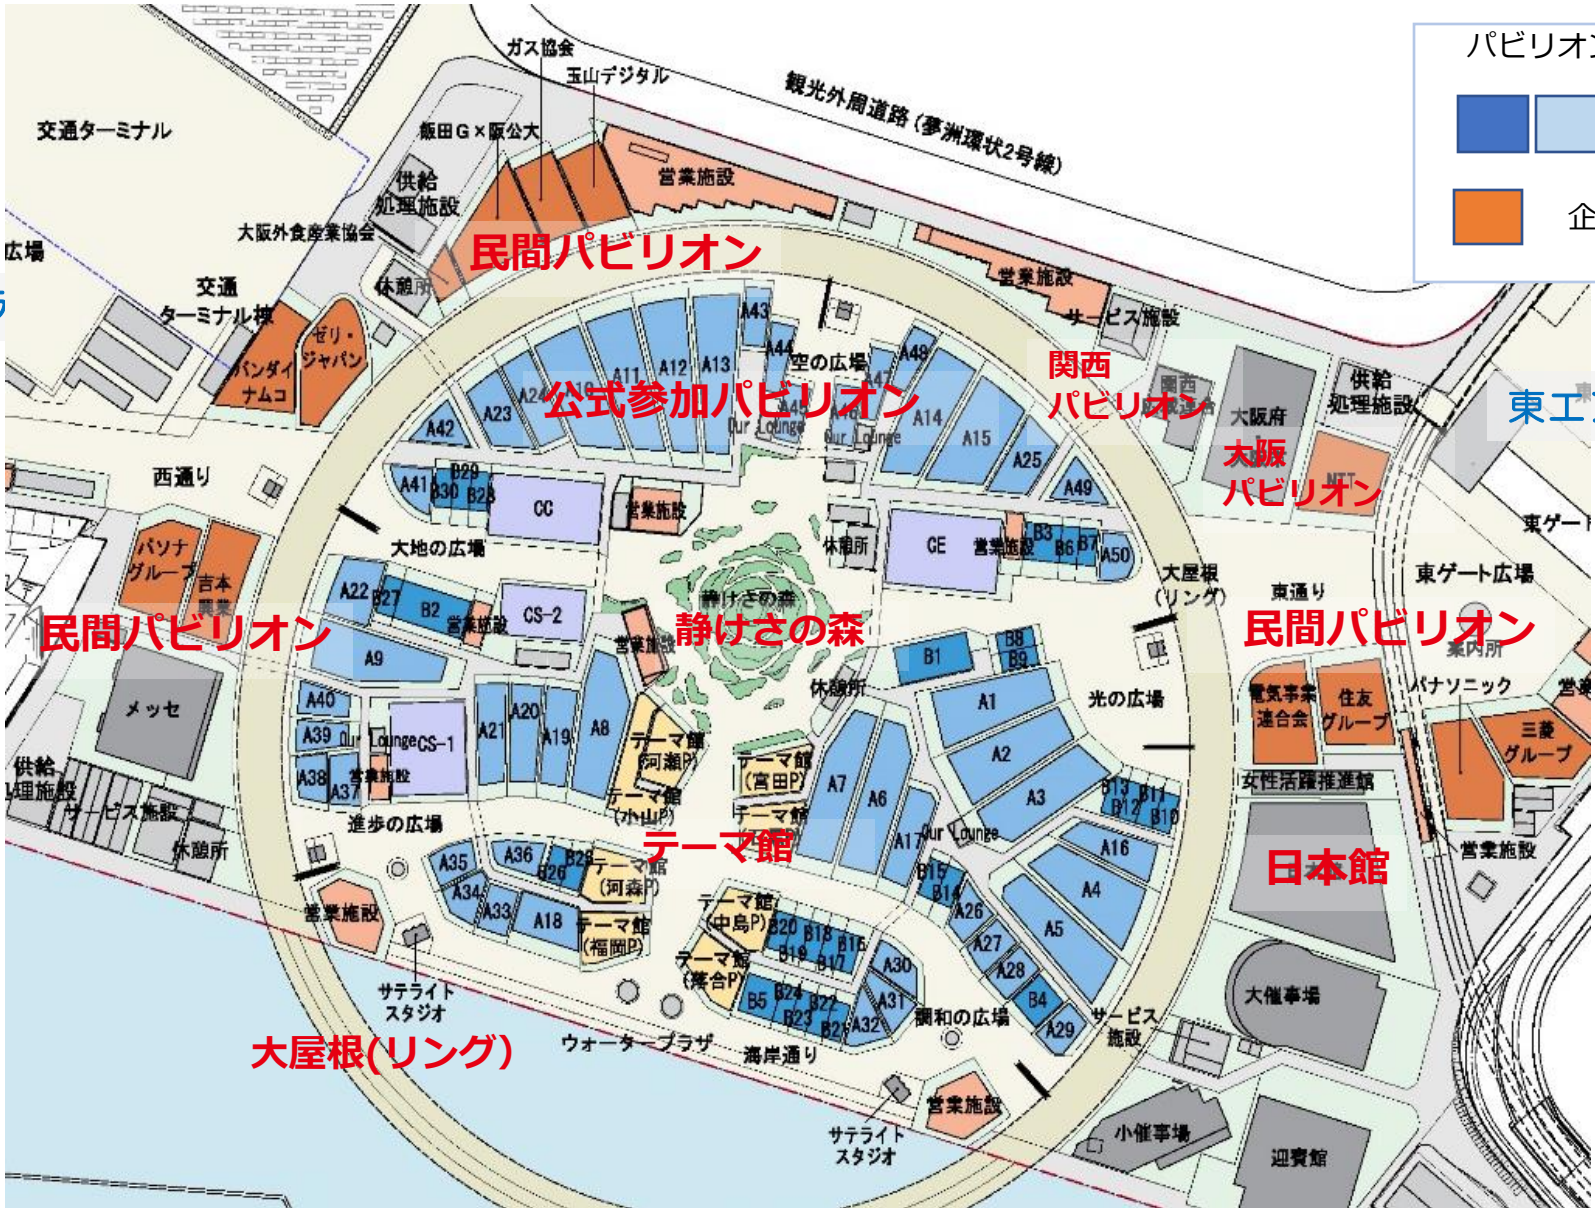 ガス協会
玉山デジタル
パビリオン
観光外周道路(夢洲環状2号線)
交通ターミナル
飯田G×阪公大
供給
処理施設
営業施設
企
大阪外食産業協会
民間パビリオン
広場
休憩所
交通
ターミナル棟
営業施設
サービス施設
ゼリ・
ジャパン
バンダイ
ナムコ
A43
A44
空の広場
A48
A47
関西
パビリオン
関西
供給
処理施設
東エ
A13
A12
A11
A10
A24
A23
A42
公式参加パビリオン
A45
Our Lounge
A46
Our Lounge
A14
A15
A25
A49
大阪府
大阪
パビリオン
NTT
西通り
A41
B29
B30
B28
CC
営業施設
休憩所
CE
営業施設
B3
B6
B7
A50
東ゲート
大地の広場
パソナ
グループ
吉本
興業
大屋根
(リング)
東通り
東ゲート広場
A22
B27
B2
営業施設
CS-2
静けさの森
静けさの森
営業施設
民間パビリオン
民間パビリオン
案内所
A9
B1
B8
B9
休憩所
メッセ
A40
A39
Our Lounge
CS-1
A38
A37
営業施設
A21
A20
A19
A8
テーマ館
(河瀬P)
テーマ館
(小山P)
テーマ館
(宮田P)
テーマ館
A7
A6
A17
Our Lounge
A1
A2
A3
光の広場
電気事業
連合会
住友
グループ
パナソニック
三菱
グループ
営業施設
供給
処理施設
サービス施設
休憩所
進歩の広場
B13
B11
B12
B10
女性活躍推進館
テーマ館
A16
日本館
営業施設
A35
A36
B26
テーマ館
(河森P)
A34
A33
A18
テーマ館
(福岡P)
テーマ館
(中島P)
テーマ館
(落合P)
B20
B18
B16
B19
B17
B15
B14
A26
A4
A5
A27
A28
A30
A31
A32
B5
B24
B22
B23
B21
B4
A29
営業施設
サテライト
スタジオ
調和の広場
サービス
施設
大催事場
大屋根(リング)
ウォータープラザ
海岸通り
営業施設
サテライト
スタジオ
小催事場
迎賓館